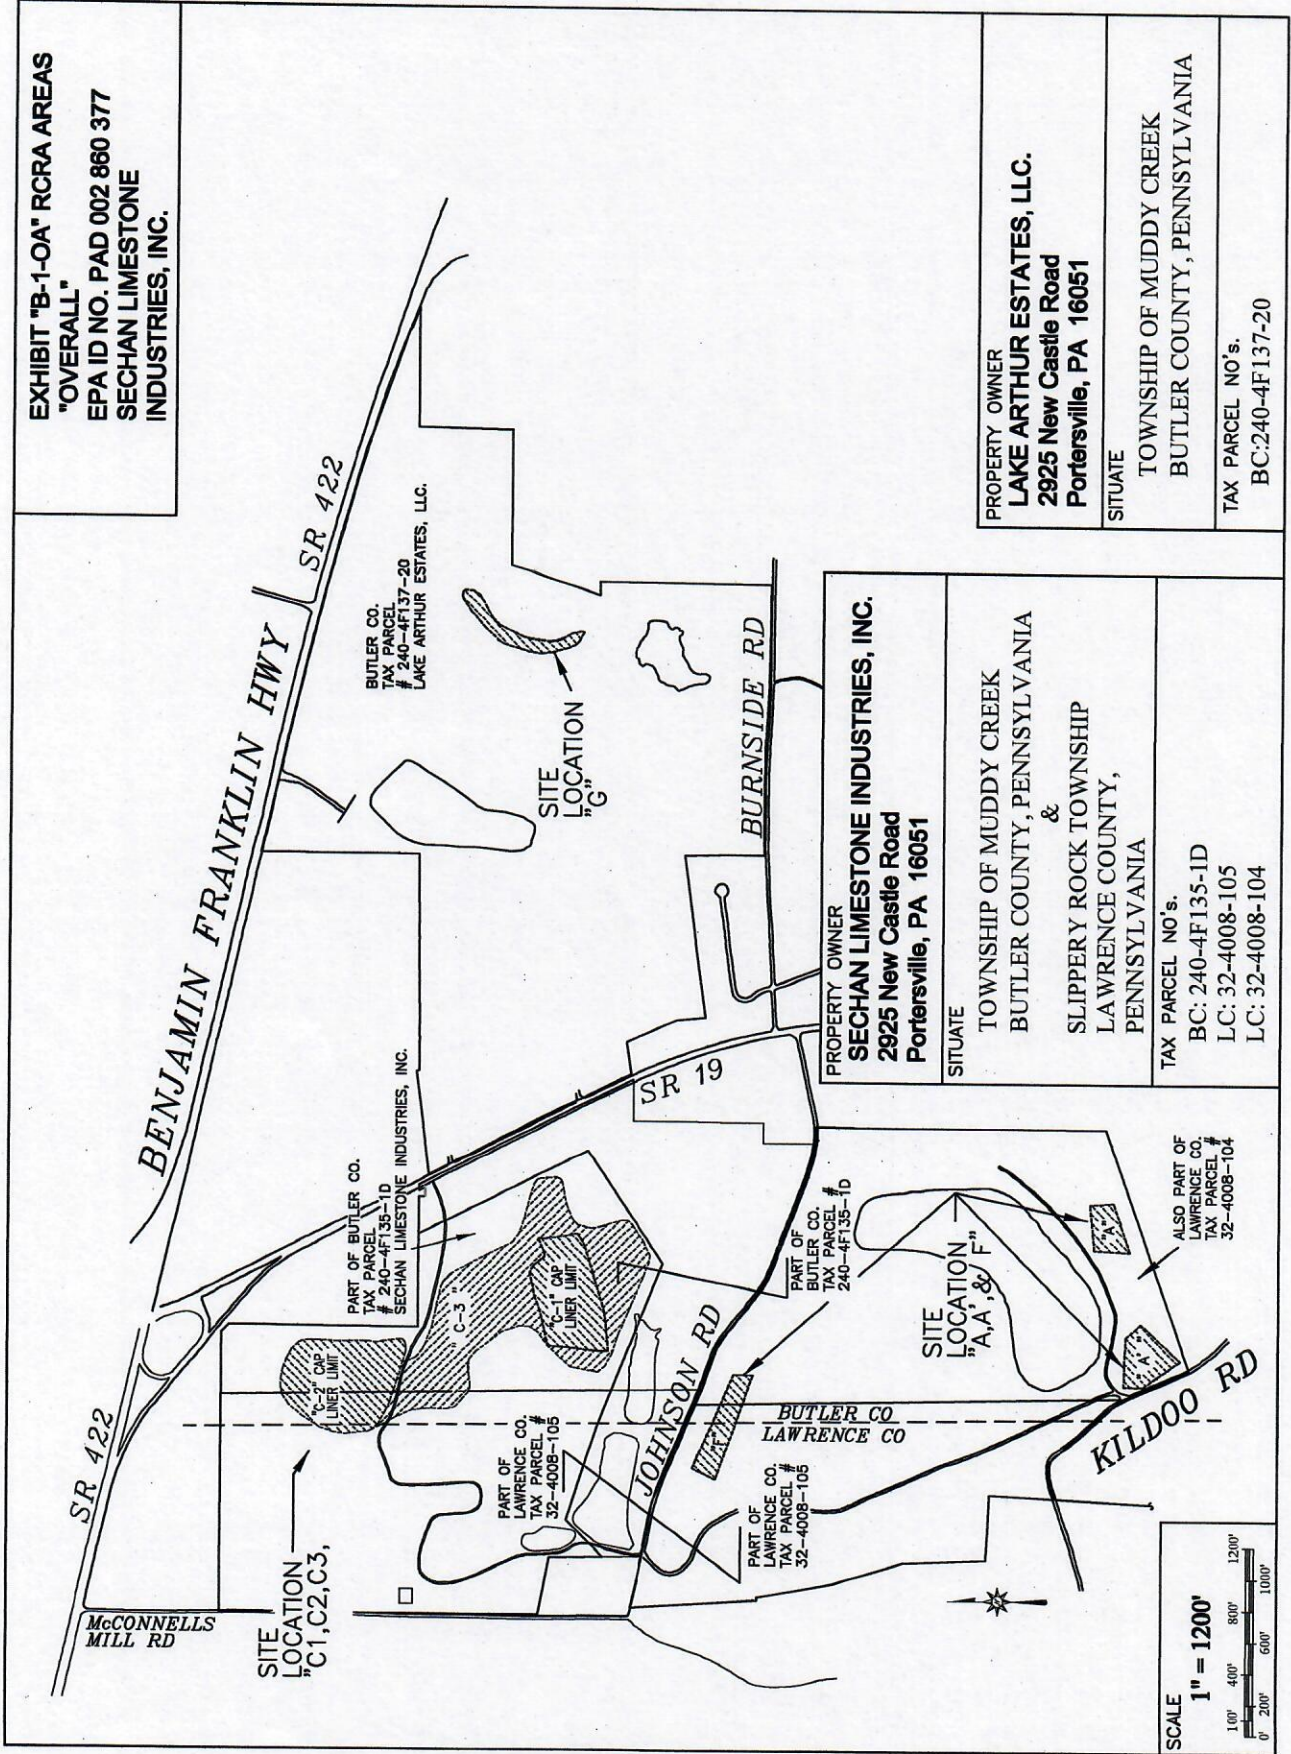 EXHIBIT "B-1-OA" RCRA AREAS
"OVERALL"
EPA ID NO. PAD 002 860 377
SECHAN LIMESTONE
INDUSTRIES, INC.
SR 422
BENJAMIN FRANKLIN HWY
SR 422
McCONNELLS
MILL RD
SITE
LOCATION
"C1,C2,C3,
"C-2" CAP
LINER LIMIT
PART OF BUTLER CO.
TAX PARCEL
# 240-4F135-1D
SECHAN LIMESTONE INDUSTRIES, INC.
BUTLER CO.
TAX PARCEL
# 240-4F137-20
LAKE ARTHUR ESTATES, LLC.
"C-3"
"C-1" CAP
LINER LIMIT
SITE
LOCATION
"G"
PART OF
LAWRENCE CO.
TAX PARCEL #
32-4008-105
SR 19
BURNSIDE RD
JOHNSON RD
"F"
BUTLER CO
LAWRENCE CO
PART OF
BUTLER CO.
TAX PARCEL #
240-4F135-1D
PART OF
LAWRENCE CO.
TAX PARCEL #
32-4008-105
SITE
LOCATION
"A,A',& F"
"A"
"A'"
KILDOO RD
ALSO PART OF
LAWRENCE CO.
TAX PARCEL #
32-4008-104
PROPERTY OWNER
SECHAN LIMESTONE INDUSTRIES, INC.
2925 New Castle Road
Portersville, PA 16051
SITUATE
TOWNSHIP OF MUDDY CREEK
BUTLER COUNTY, PENNSYLVANIA
&
SLIPPERY ROCK TOWNSHIP
LAWRENCE COUNTY,
PENNSYLVANIA
TAX PARCEL NO's.
BC: 240-4F135-1D
LC: 32-4008-105
LC: 32-4008-104
PROPERTY OWNER
LAKE ARTHUR ESTATES, LLC.
2925 New Castle Road
Portersville, PA 16051
SITUATE
TOWNSHIP OF MUDDY CREEK
BUTLER COUNTY, PENNSYLVANIA
TAX PARCEL NO's.
BC:240-4F137-20
SCALE
1" = 1200'
100' 400' 800' 1200'
0' 200' 600' 1000'